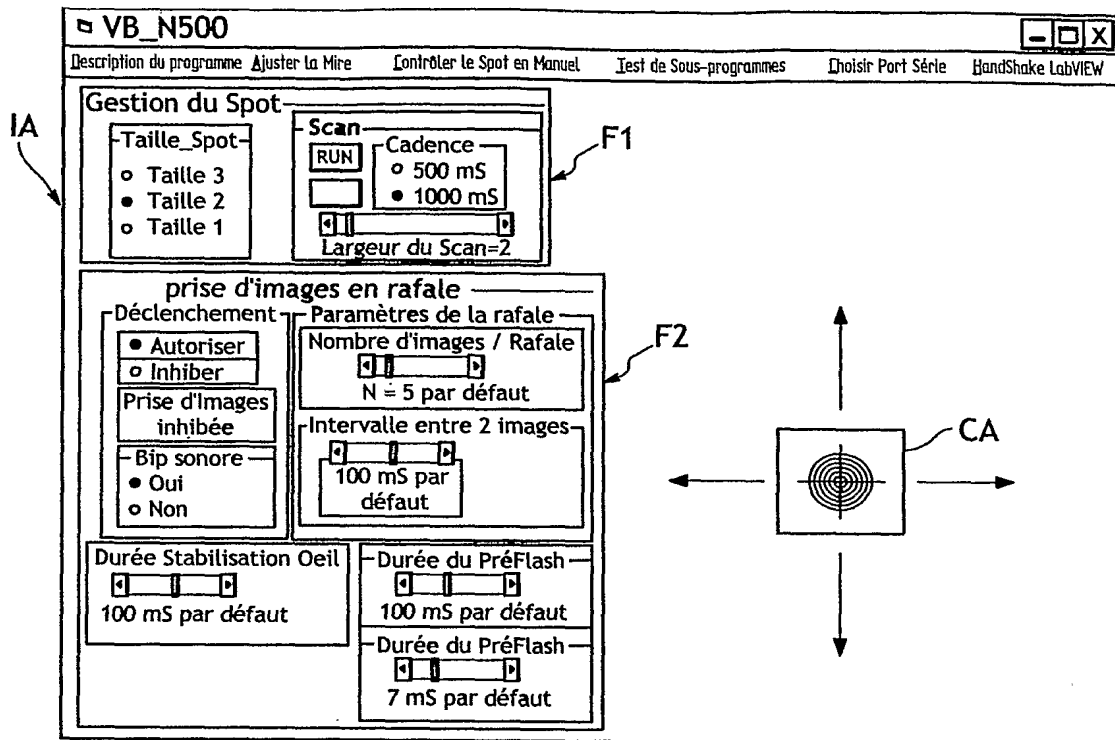 VB_N500
Description du programme Ajuster la Mire Contrôler le Spot en Manuel Test de Sous-programmes Choisir Port Série HandShake LabVIEW
IA
Gestion du Spot
Taille_Spot
Taille 3
Taille 2
Taille 1
Scan
RUN
Cadence
500 mS
1000 mS
Largeur du Scan=2
F1
prise d'images en rafale
Déclenchement
Autoriser
Inhiber
Prise d'Images
inhibée
Bip sonore
Oui
Non
Paramètres de la rafale
Nombre d'images / Rafale
N = 5 par défaut
Intervalle entre 2 images
100 mS par
défaut
F2
Durée Stabilisation Oeil
100 mS par défaut
Durée du PréFlash
100 mS par défaut
Durée du PréFlash
7 mS par défaut
CA